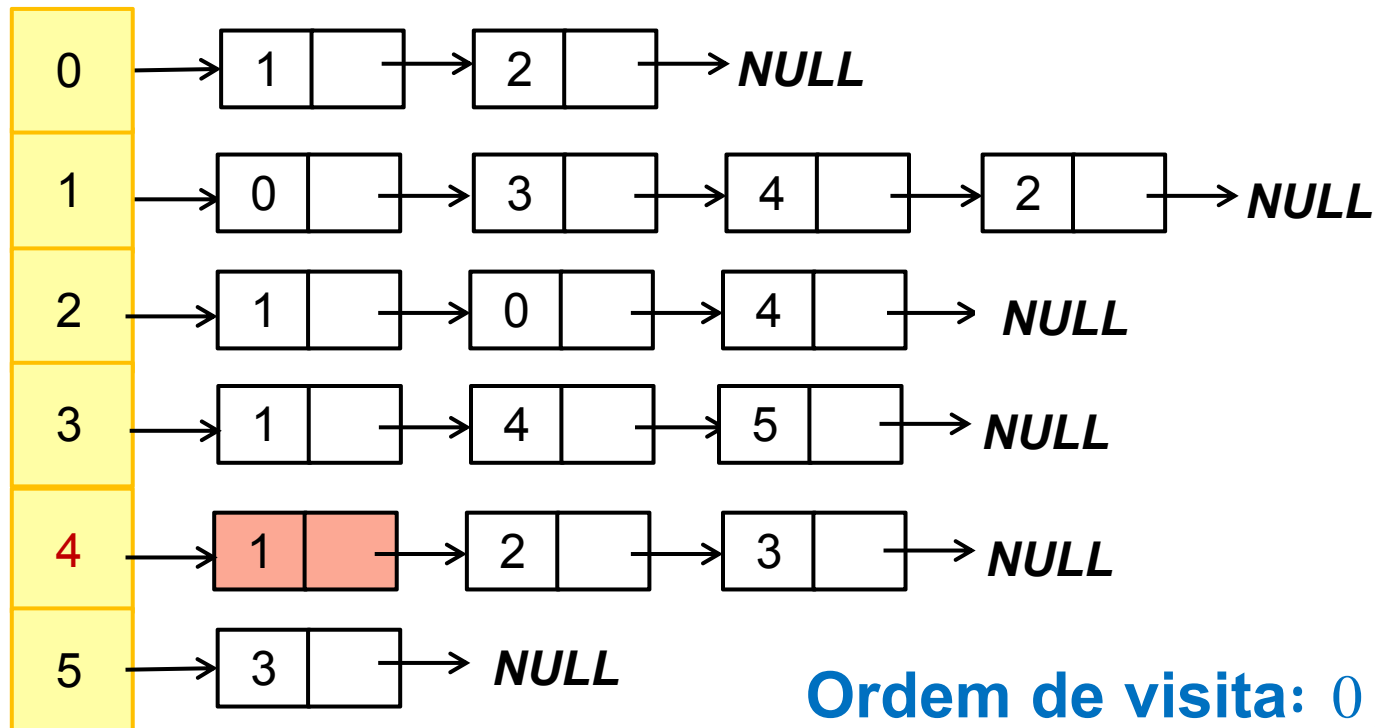 0 1 2 NULL
1 0 3 4 2 NULL
2 1 0 4 NULL
3 1 4 5 NULL
4 1 2 3 NULL
5 3 NULL
Ordem de visita: 0